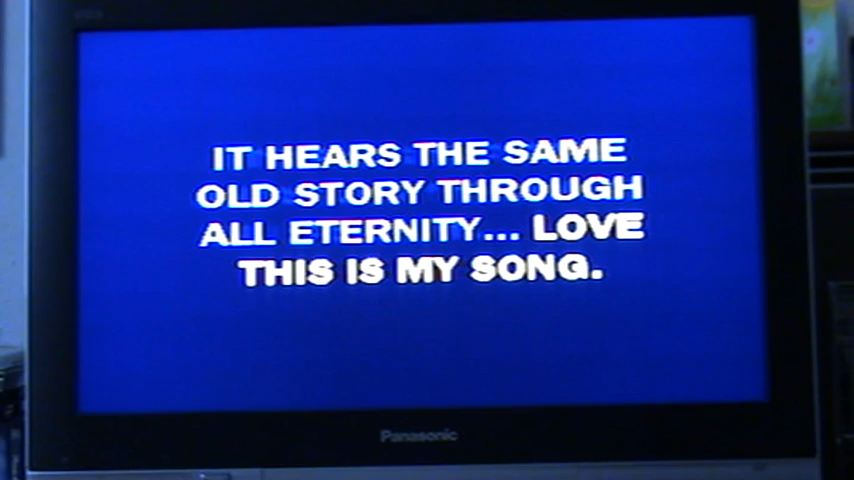 IT HEARS THE SAME
OLD STORY THROUGH
ALL ETERNITY... LOVE
THIS IS MY SONG.
Panasonic